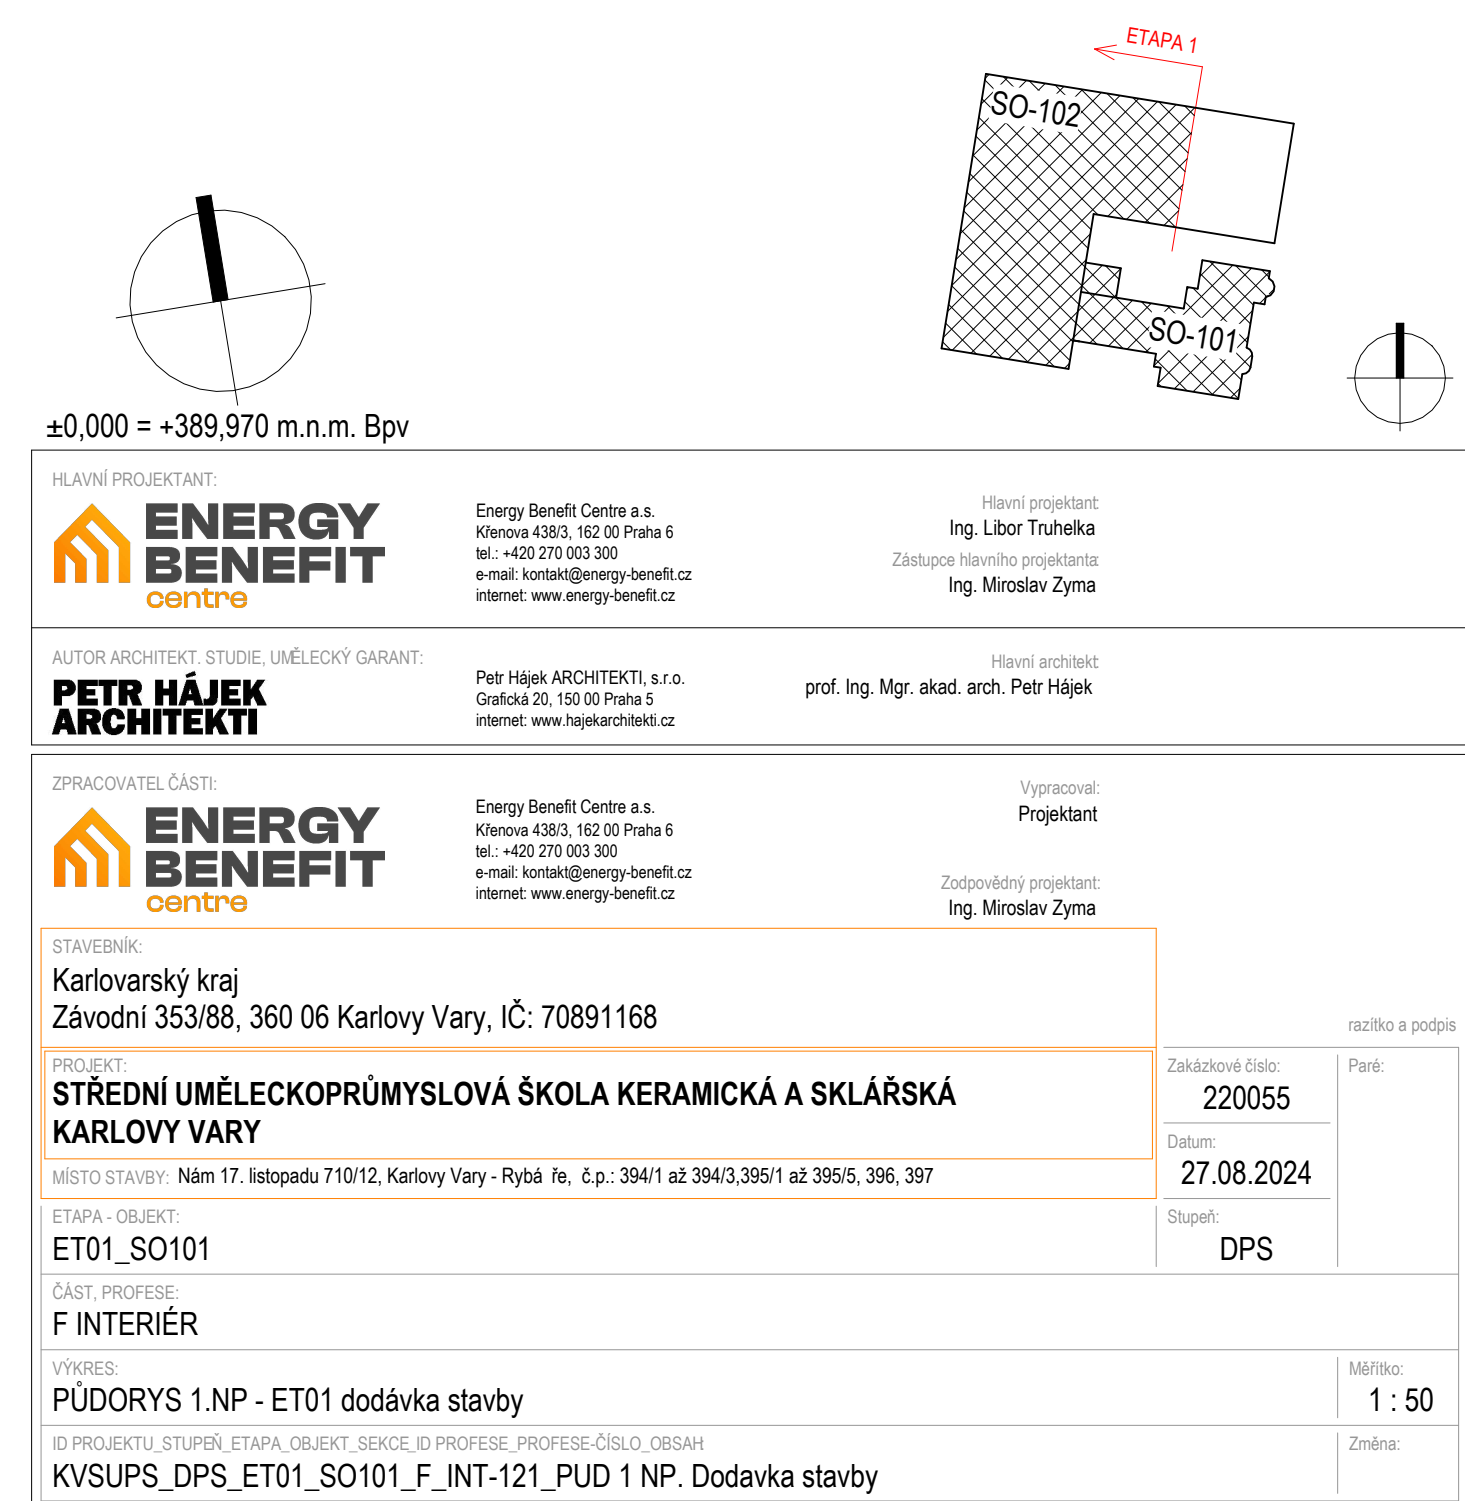 ETAPA 1
SO-102
SO-101
±0,000 = +389,970 m.n.m. Bpv
HLAVNÍ PROJEKTANT:
ENERGY
BENEFIT
centre
Energy Benefit Centre a.s.
Křenova 438/3, 162 00 Praha 6
tel.: +420 270 003 300
e-mail: kontakt@energy-benefit.cz
internet: www.energy-benefit.cz
Hlavní projektant:
Ing. Libor Truhelka
Zástupce hlavního projektanta:
Ing. Miroslav Zyma
AUTOR ARCHITEKT. STUDIE, UMĚLECKÝ GARANT:
PETR HÁJEK
ARCHITEKTI
Petr Hájek ARCHITEKTI, s.r.o.
Grafická 20, 150 00 Praha 5
internet: www.hajekarchitekti.cz
Hlavní architekt:
prof. Ing. Mgr. akad. arch. Petr Hájek
ZPRACOVATEL ČÁSTI:
ENERGY
BENEFIT
centre
Energy Benefit Centre a.s.
Křenova 438/3, 162 00 Praha 6
tel.: +420 270 003 300
e-mail: kontakt@energy-benefit.cz
internet: www.energy-benefit.cz
Vypracoval:
Projektant
Zodpovědný projektant:
Ing. Miroslav Zyma
STAVEBNÍK:
Karlovarský kraj
Závodní 353/88, 360 06 Karlovy Vary, IČ: 70891168
razítko a podpis
PROJEKT:
STŘEDNÍ UMĚLECKOPRŮMYSLOVÁ ŠKOLA KERAMICKÁ A SKLÁŘSKÁ
KARLOVY VARY
MÍSTO STAVBY: Nám 17. listopadu 710/12, Karlovy Vary - Rybá ře, č.p.: 394/1 až 394/3,395/1 až 395/5, 396, 397
Zakázkové číslo:
220055
Paré:
Datum:
27.08.2024
ETAPA - OBJEKT:
ET01_SO101
Stupeň:
DPS
ČÁST, PROFESE:
F INTERIÉR
VÝKRES:
PŮDORYS 1.NP - ET01 dodávka stavby
Měřítko:
1 : 50
ID PROJEKTU_STUPEŇ_ETAPA_OBJEKT_SEKCE_ID PROFESE_PROFESE-ČÍSLO_OBSAH:
KVSUPS_DPS_ET01_SO101_F_INT-121_PUD 1 NP. Dodavka stavby
Změna: